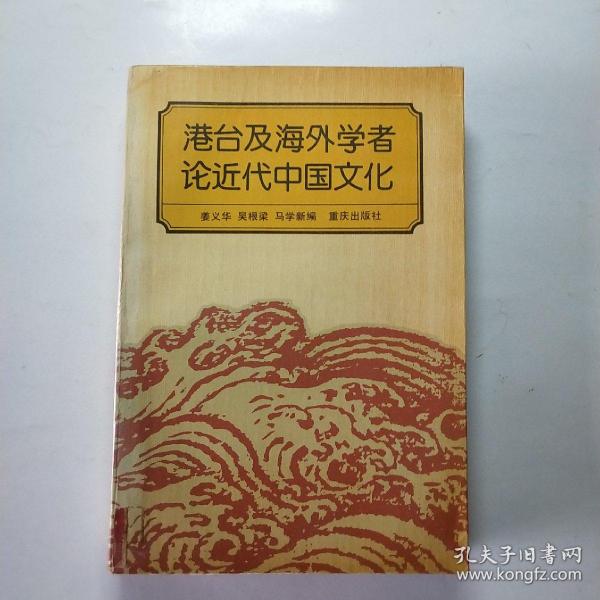 港台及海外学者
论近代中国文化
姜义华 吴根梁 马学新编 重庆出版社
孔夫子旧书网
www.kongfz.com